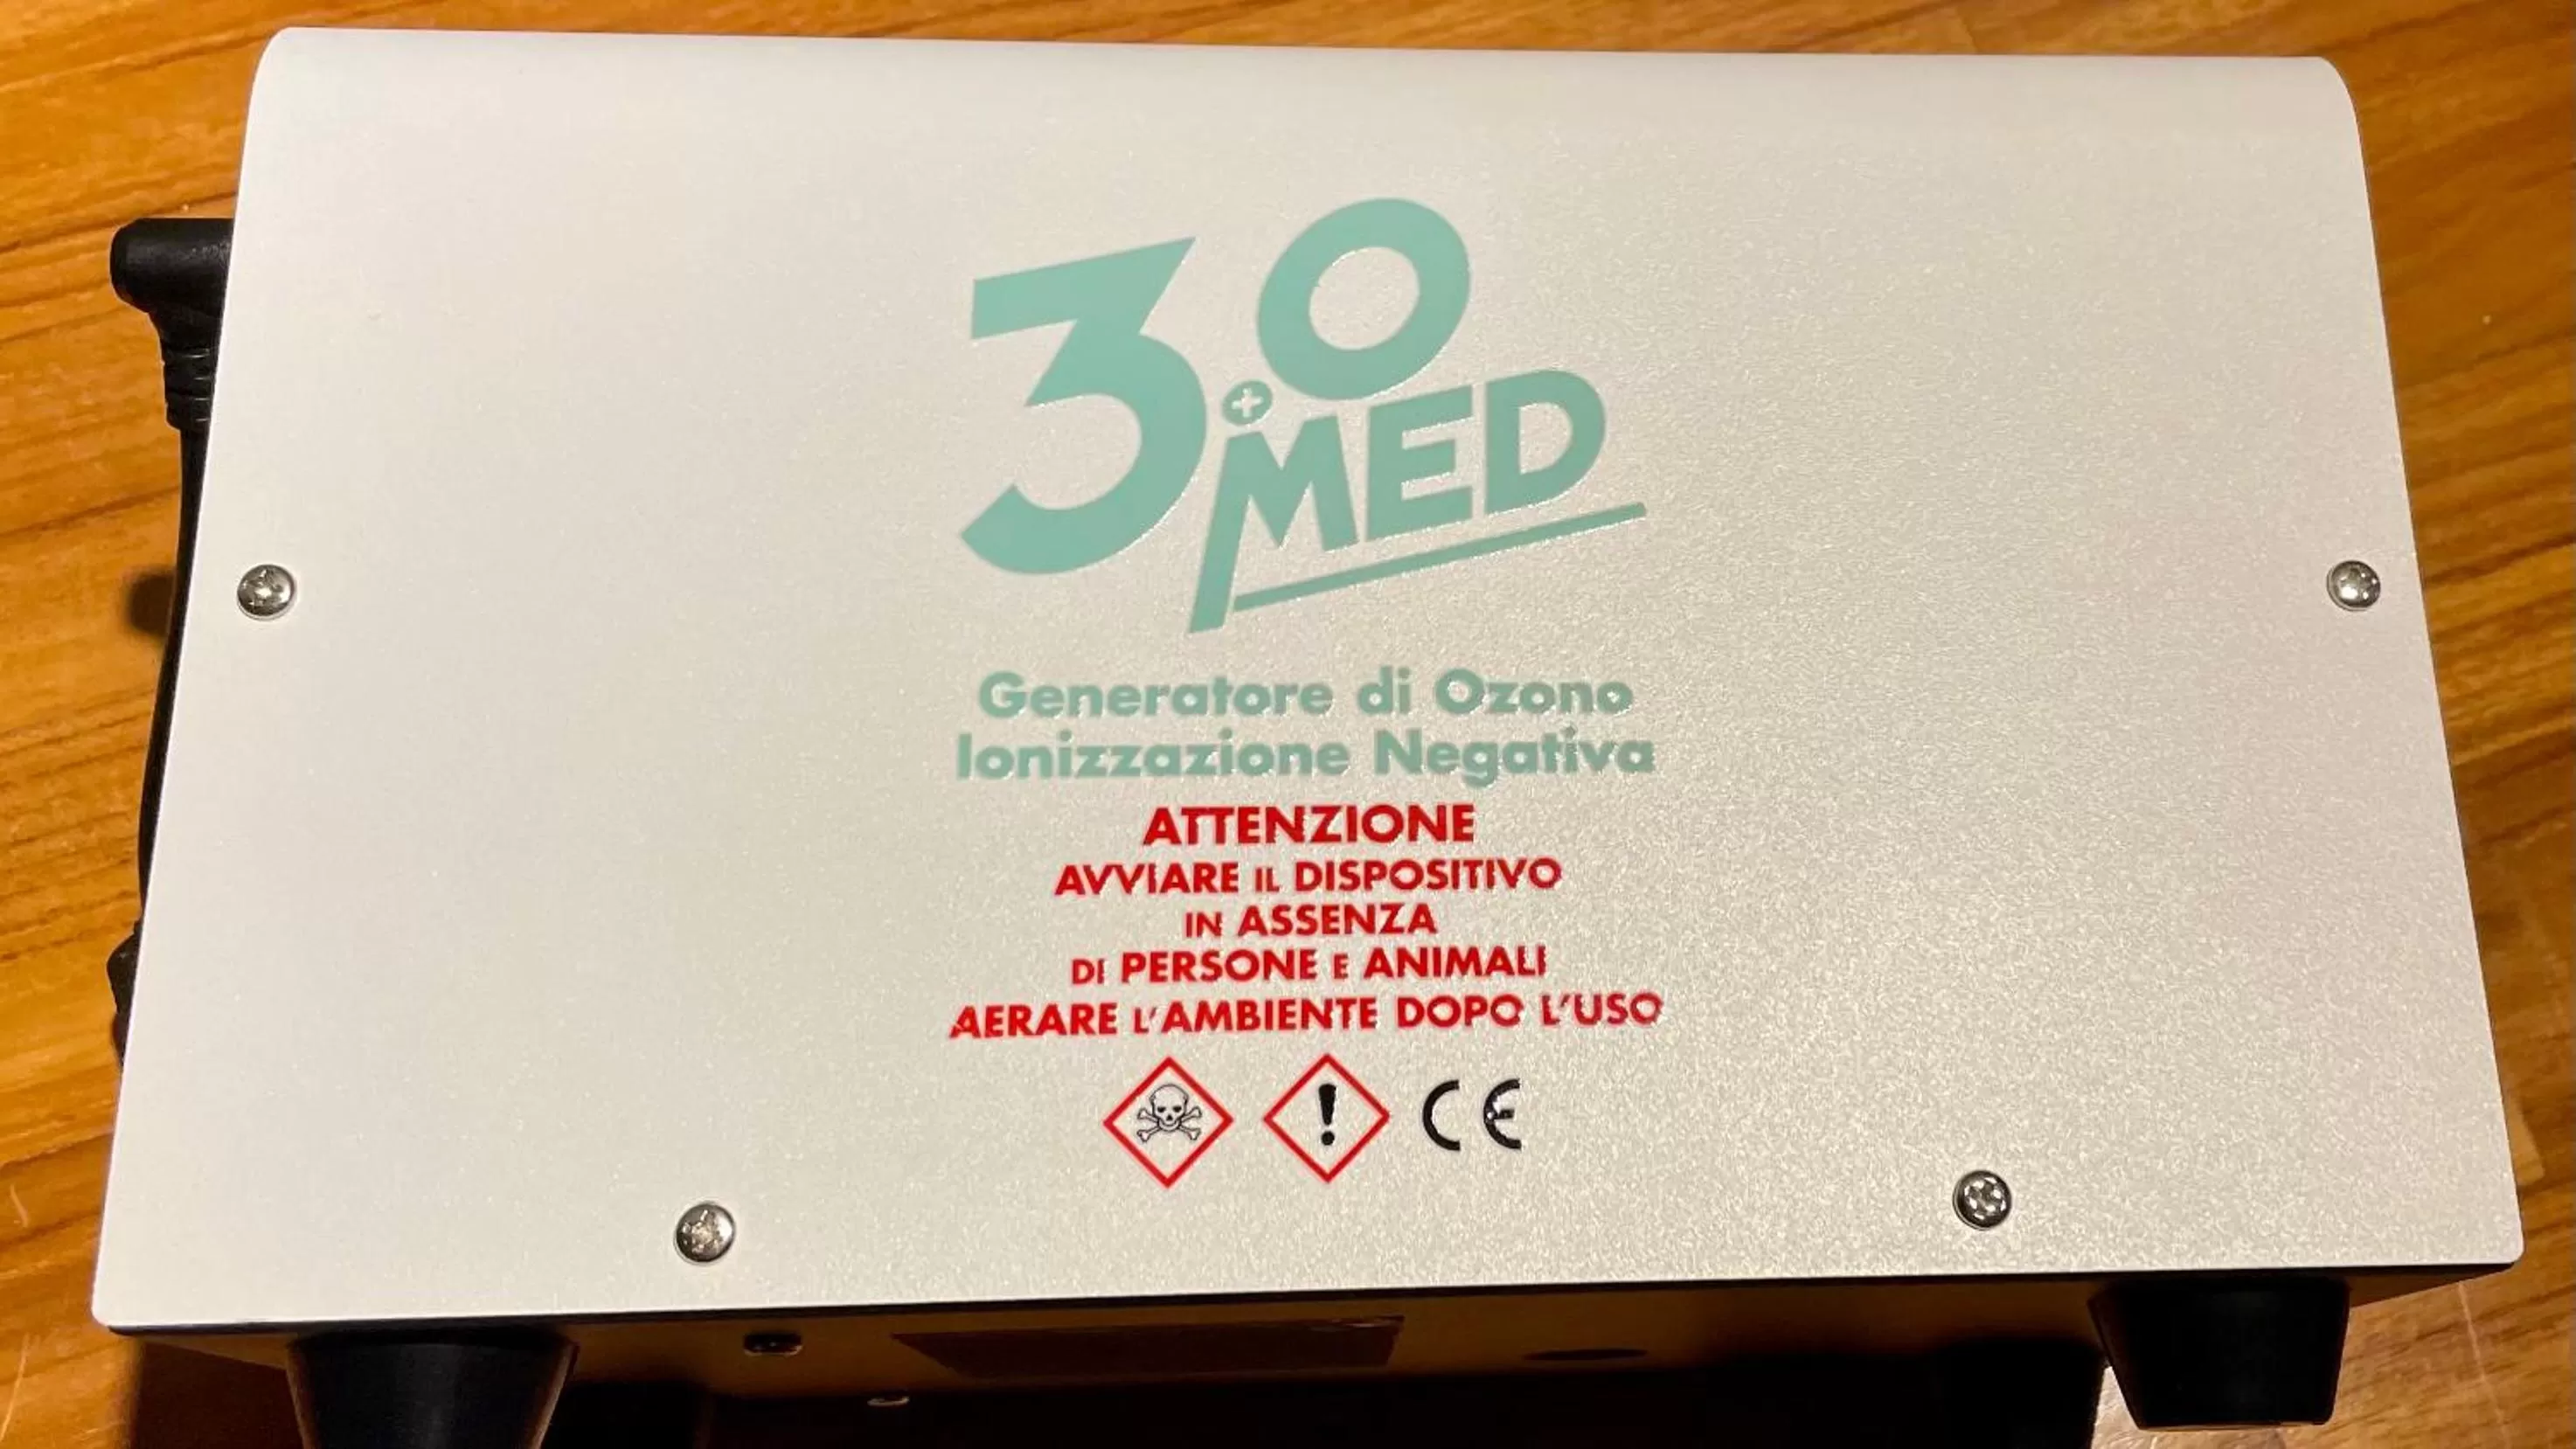 3O
MED
Generatore di Ozono
Ionizzazione Negativa
ATTENZIONE
AVVIARE IL DISPOSITIVO
IN ASSENZA
DI PERSONE E ANIMALI
AERARE L'AMBIENTE DOPO L'USO
! CE